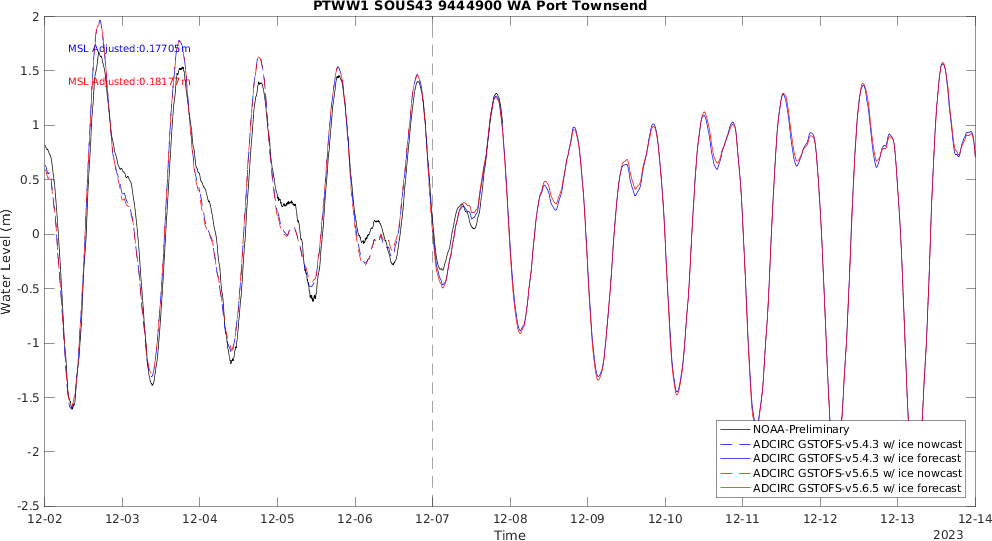 PTWW1 SOUS43 9444900 WA Port Townsend
MSL Adjusted:0.17705m
MSL Adjusted:0.18177m
Water Level (m)
2
1.5
1
0.5
0
-0.5
-1
-1.5
-2
-2.5
NOAA-Preliminary
ADCIRC GSTOFS-v5.4.3 w/ ice nowcast
ADCIRC GSTOFS-v5.4.3 w/ ice forecast
ADCIRC GSTOFS-v5.6.5 w/ ice nowcast
ADCIRC GSTOFS-v5.6.5 w/ ice forecast
12-02 12-03 12-04 12-05 12-06 12-07 12-08 12-09 12-10 12-11 12-12 12-13 12-14
Time
2023